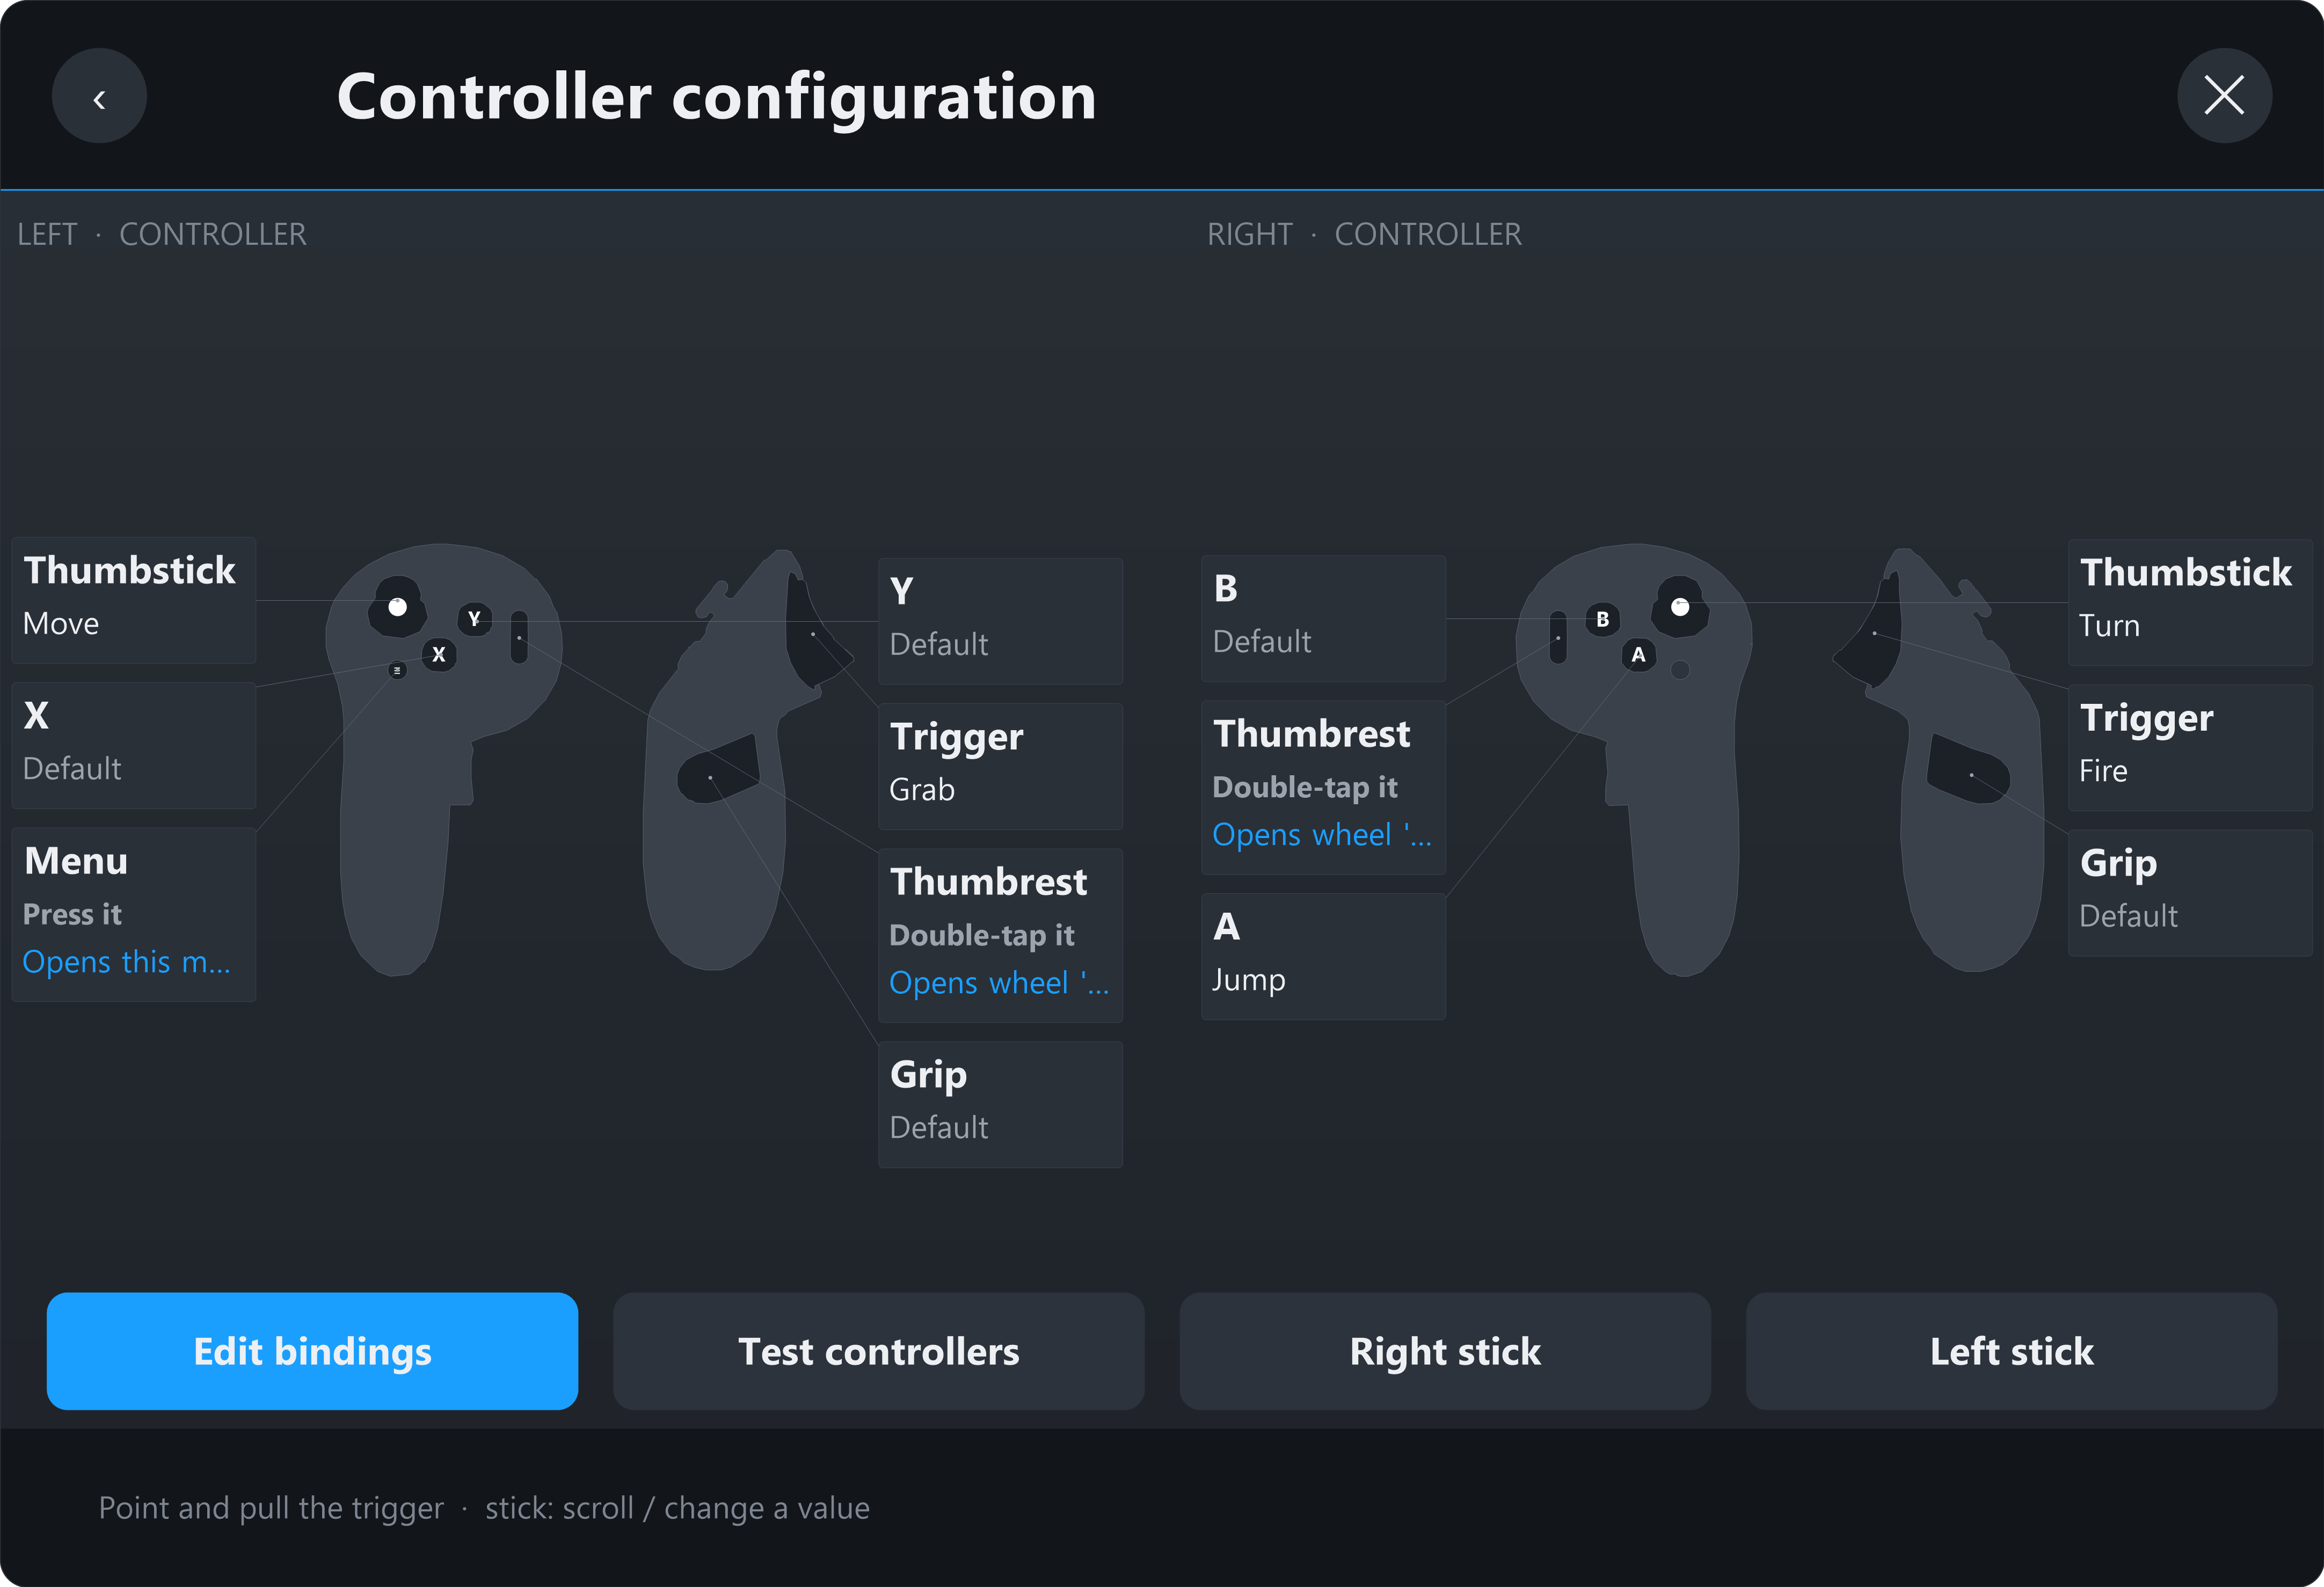 ‹
Controller configuration
LEFT · CONTROLLER
RIGHT · CONTROLLER
Thumbstick
Move
X
Default
Menu
Press it
Opens this m...
Y
X
Y
Default
Trigger
Grab
Thumbrest
Double-tap it
Opens wheel '...
Grip
Default
B
Default
Thumbrest
Double-tap it
Opens wheel '...
A
Jump
B
A
Thumbstick
Turn
Trigger
Fire
Grip
Default
Edit bindings
Test controllers
Right stick
Left stick
Point and pull the trigger · stick: scroll / change a value